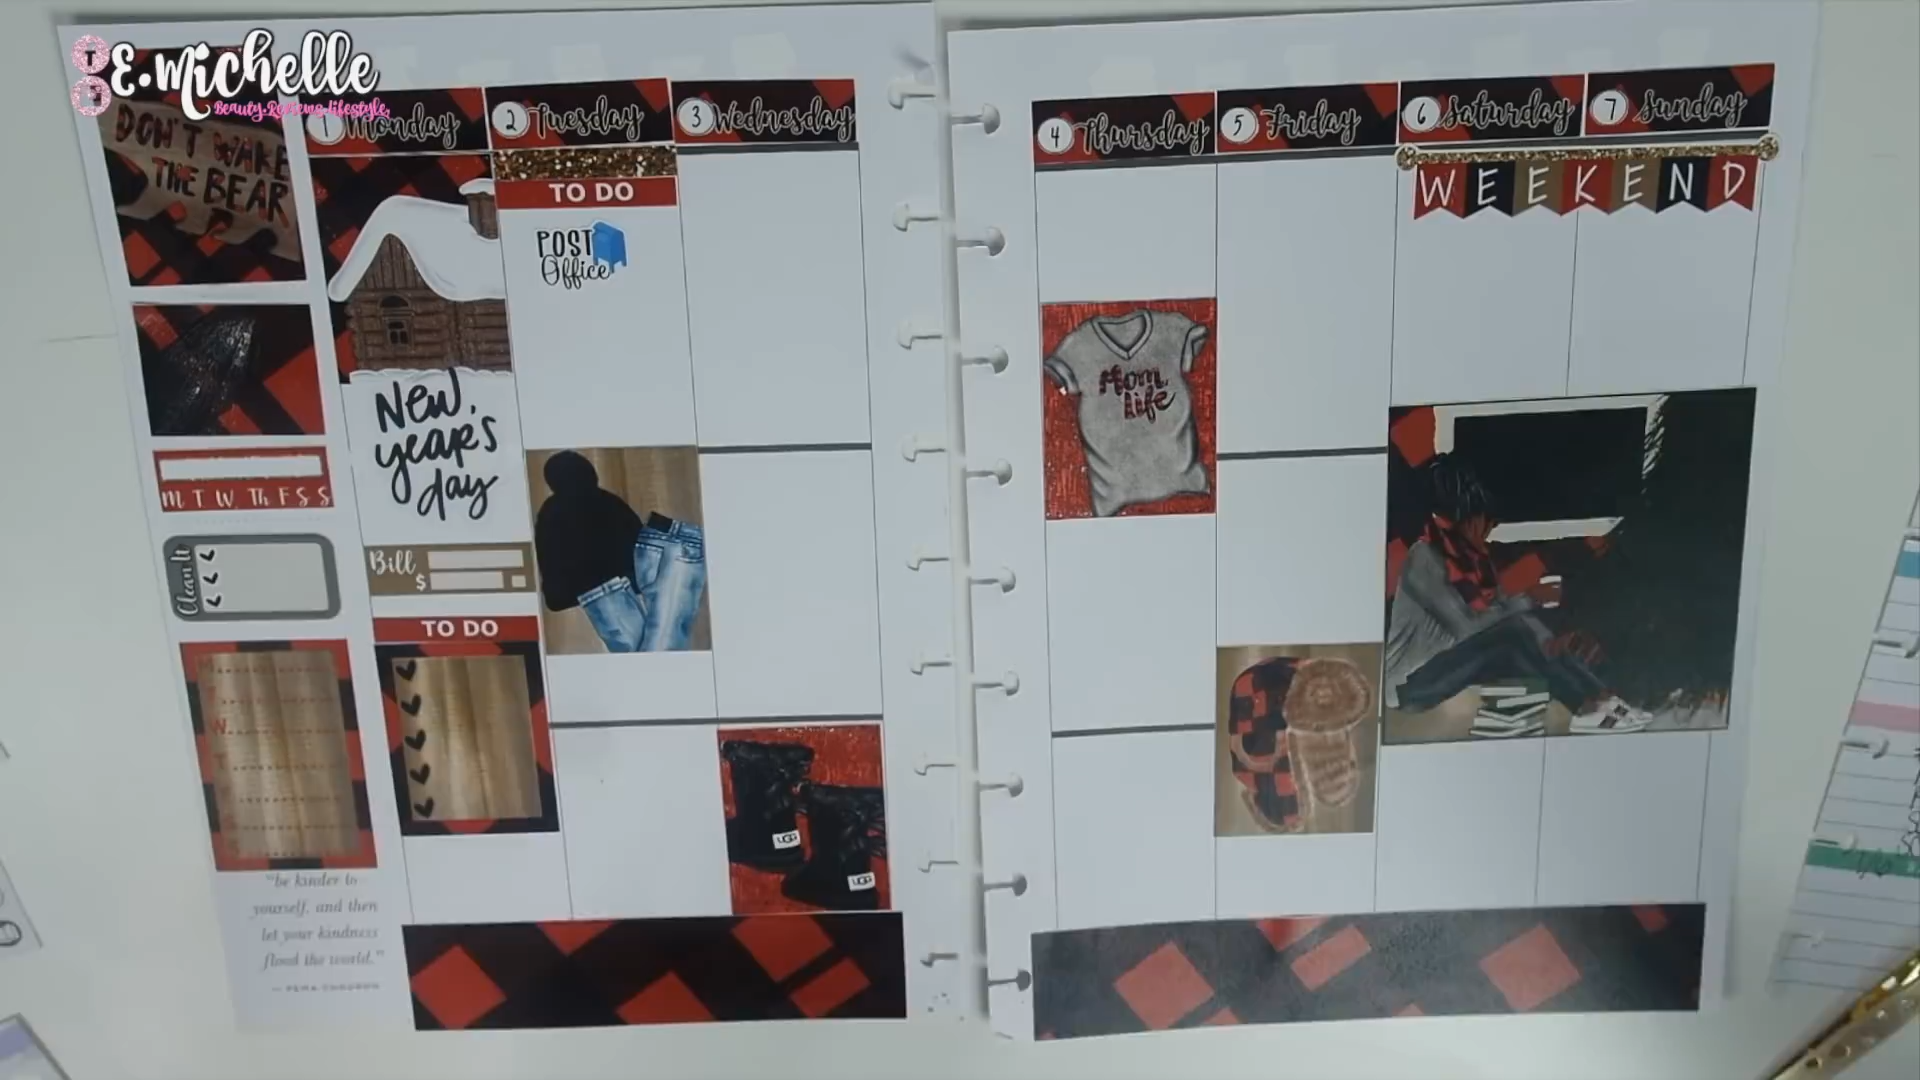 E.Michelle
Beauty.Reviews.Lifestyle.
DON'T WAKE
THE BEAR
1 Monday
2 Tuesday
3 Wednesday
4 Thursday
5 Friday
6 Saturday
7 Sunday
TO DO
POST
Office
WEEKEND
New
year's
day
Mom
Life
M T W Th F S S
Clean It
Bill
$
TO DO
M
T
W
T
F
S
S
UGG
UGG
"be kinder to
yourself, and then
let your kindness
flood the world."